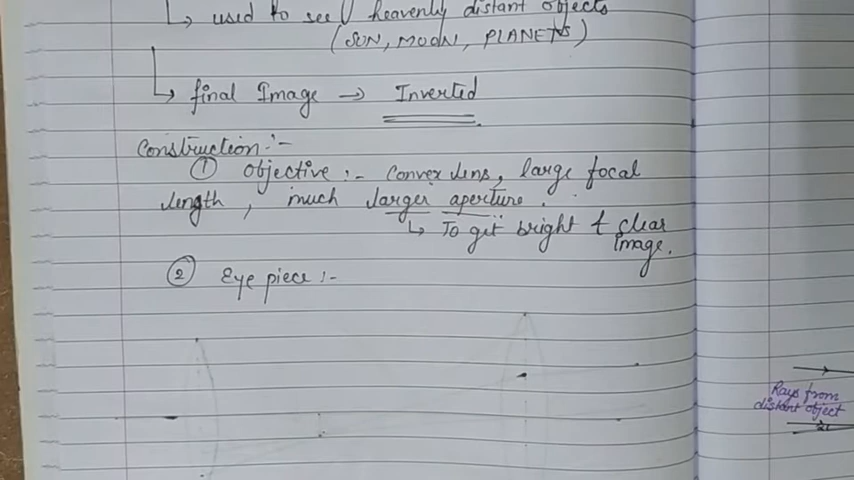 ↳ used to see heavenly distant objects
(SUN, MOON, PLANETS)
↳ final Image → Inverted
Construction :-
① Objective :- Convex lens, large focal
length, much larger aperture.
↳ To get bright & clear
Image.
② Eye piece :-
Rays from
distant object